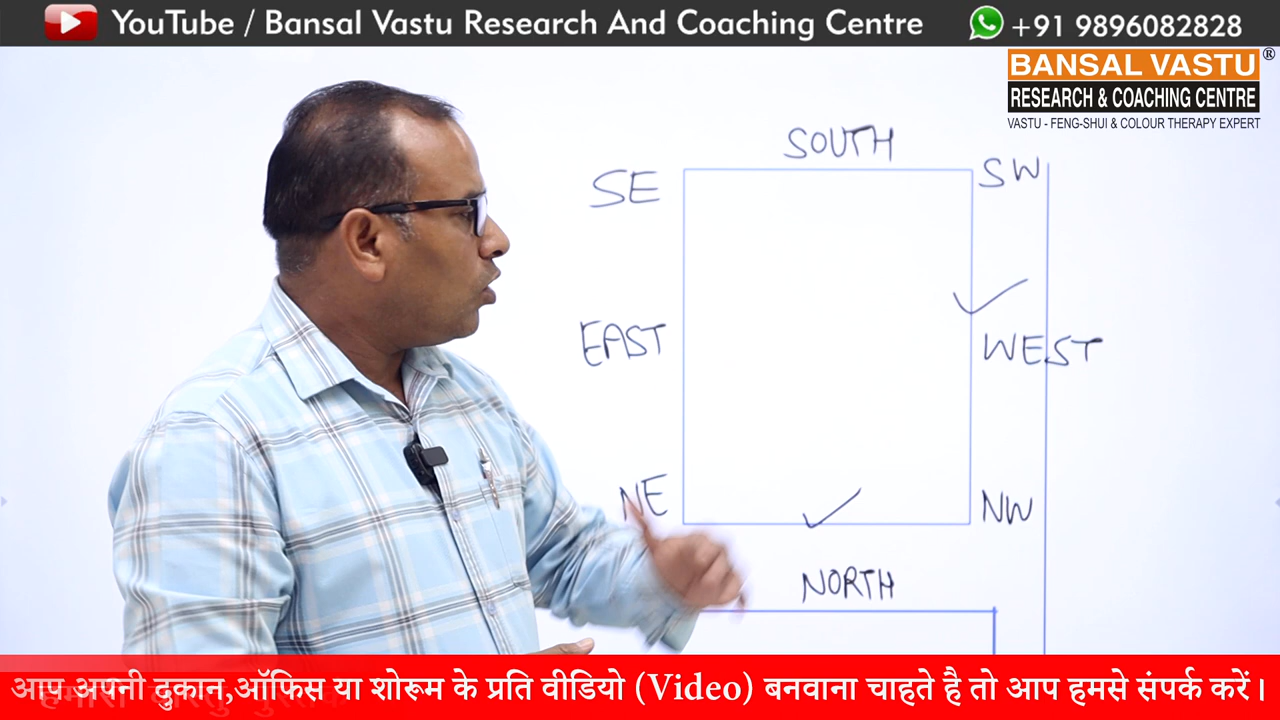 YouTube / Bansal Vastu Research And Coaching Centre
+91 9896082828
BANSAL VASTU®
RESEARCH & COACHING CENTRE
VASTU - FENG-SHUI & COLOUR THERAPY EXPERT
SOUTH
SE
SW
EAST
WEST
NE
NW
NORTH
आप अपनी दुकान,ऑफिस या शोरूम के प्रति वीडियो (Video) बनवाना चाहते है तो आप हमसे संपर्क करें।